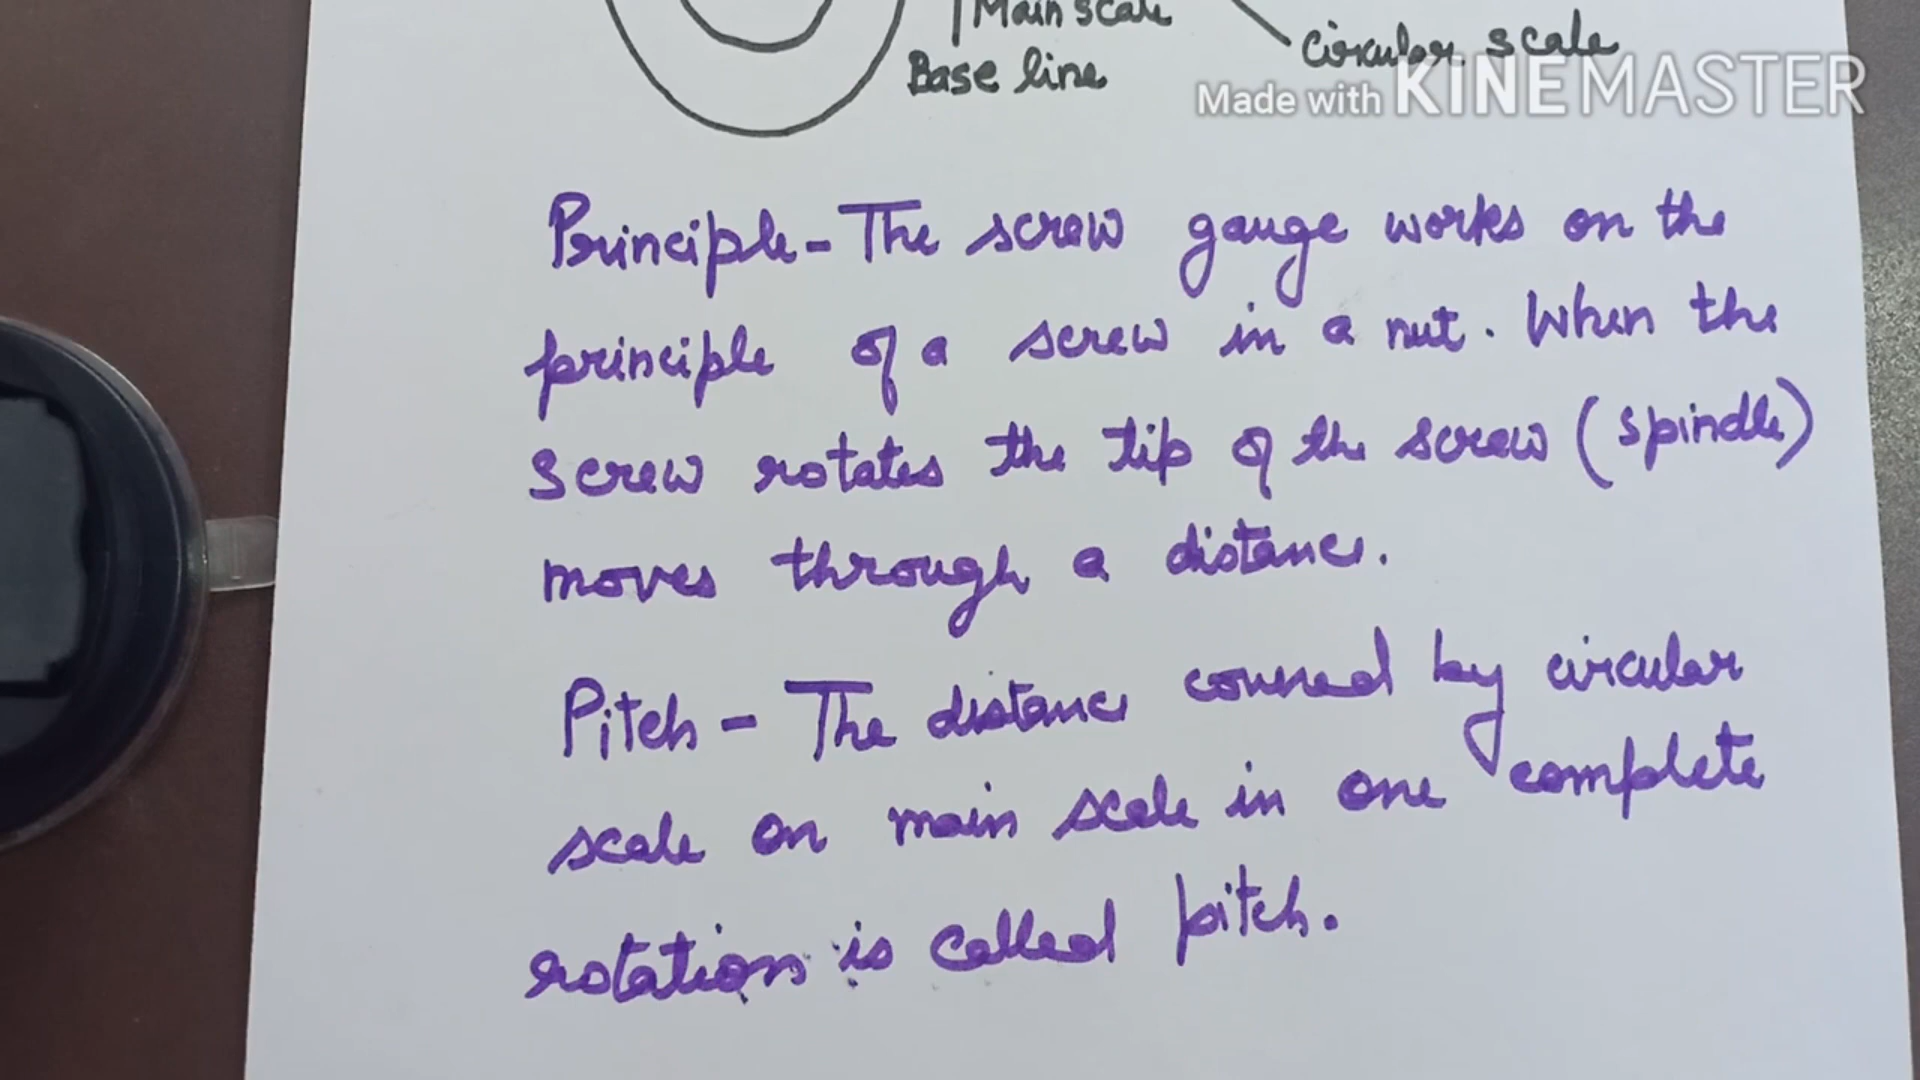 Main scale
Base line
circular scale
Made with KINEMASTER
Principle - The screw gauge works on the
principle of a screw in a nut. When the
screw rotates the tip of the screw (spindle)
moves through a distance.
Pitch - The distance covered by circular
scale on main scale in one complete
rotation is called pitch.